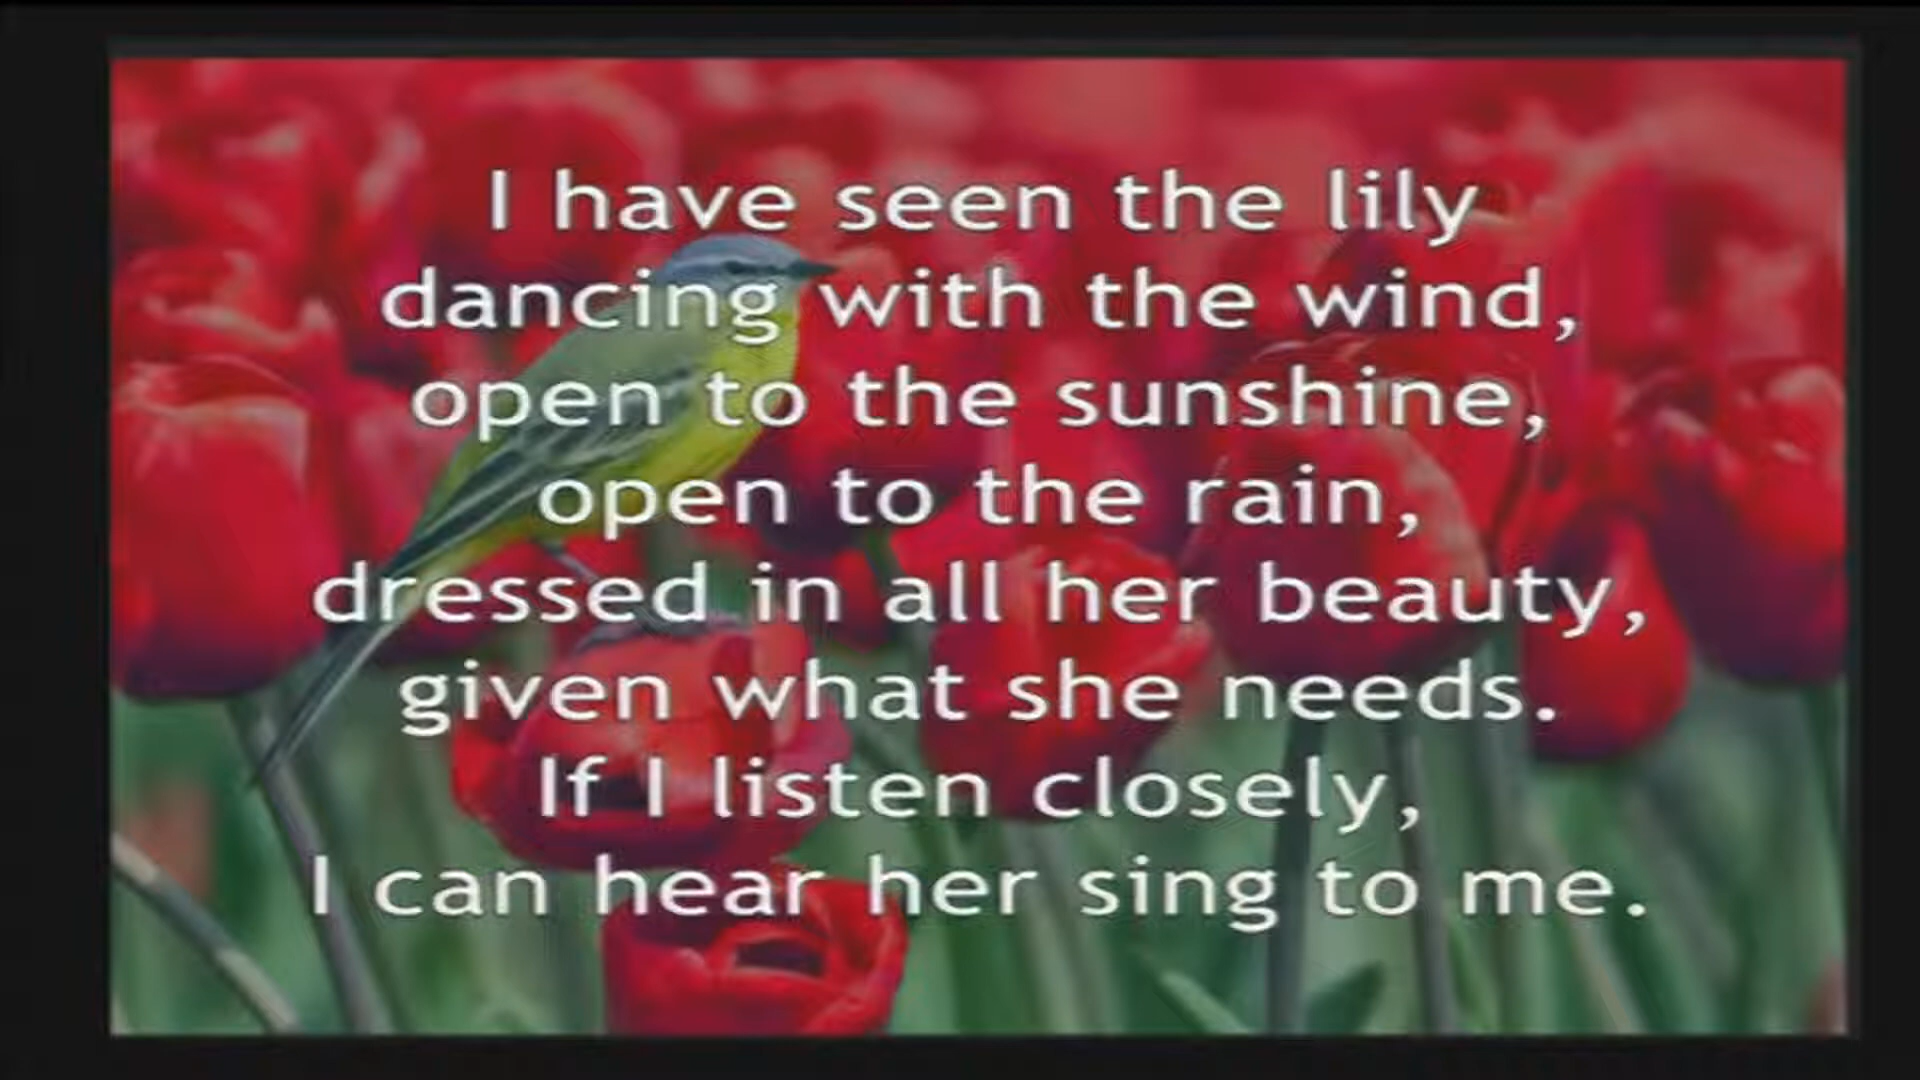 I have seen the lily
dancing with the wind,
open to the sunshine,
open to the rain,
dressed in all her beauty,
given what she needs.
If I listen closely,
I can hear her sing to me.